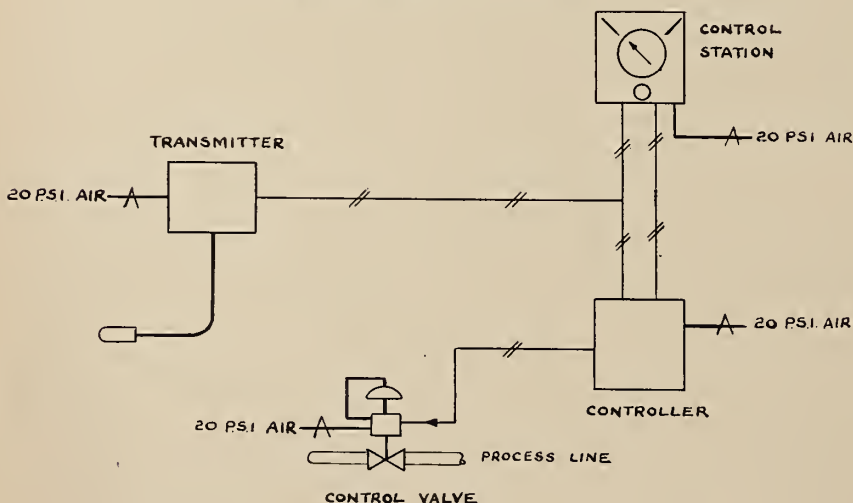 CONTROL
STATION
TRANSMITTER
20 PSI AIR
20 P.S.I. AIR
20 P.S.I. AIR
20 P.S.I AIR
CONTROLLER
PROCESS LINE
CONTROL VALVE